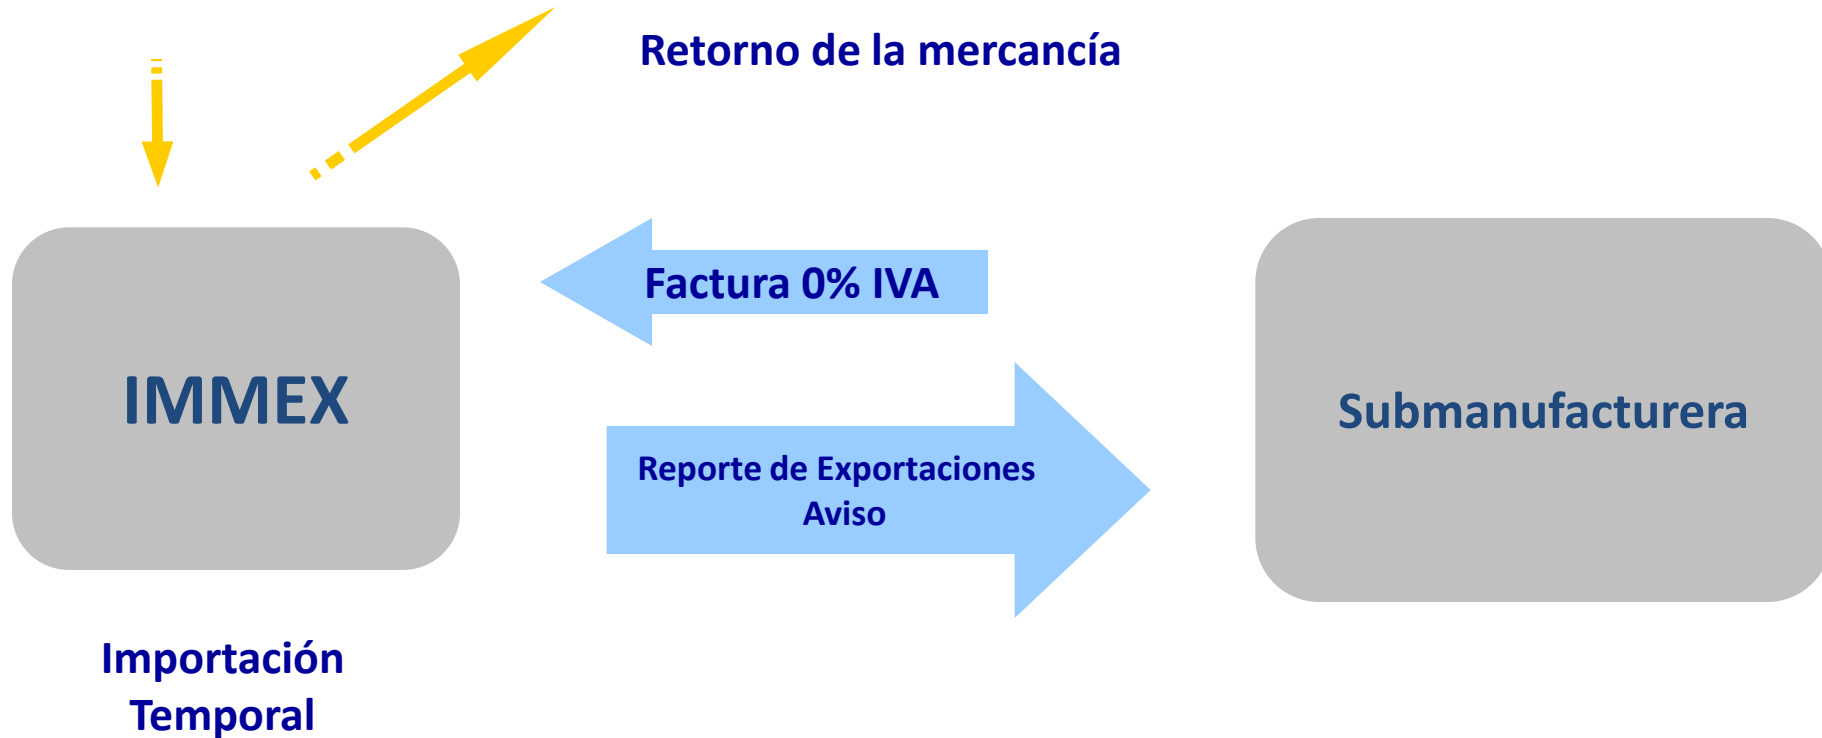 Retorno de la mercancía
Factura 0% IVA
IMMEX
Submanufacturera
Reporte de Exportaciones
Aviso
Importación
Temporal